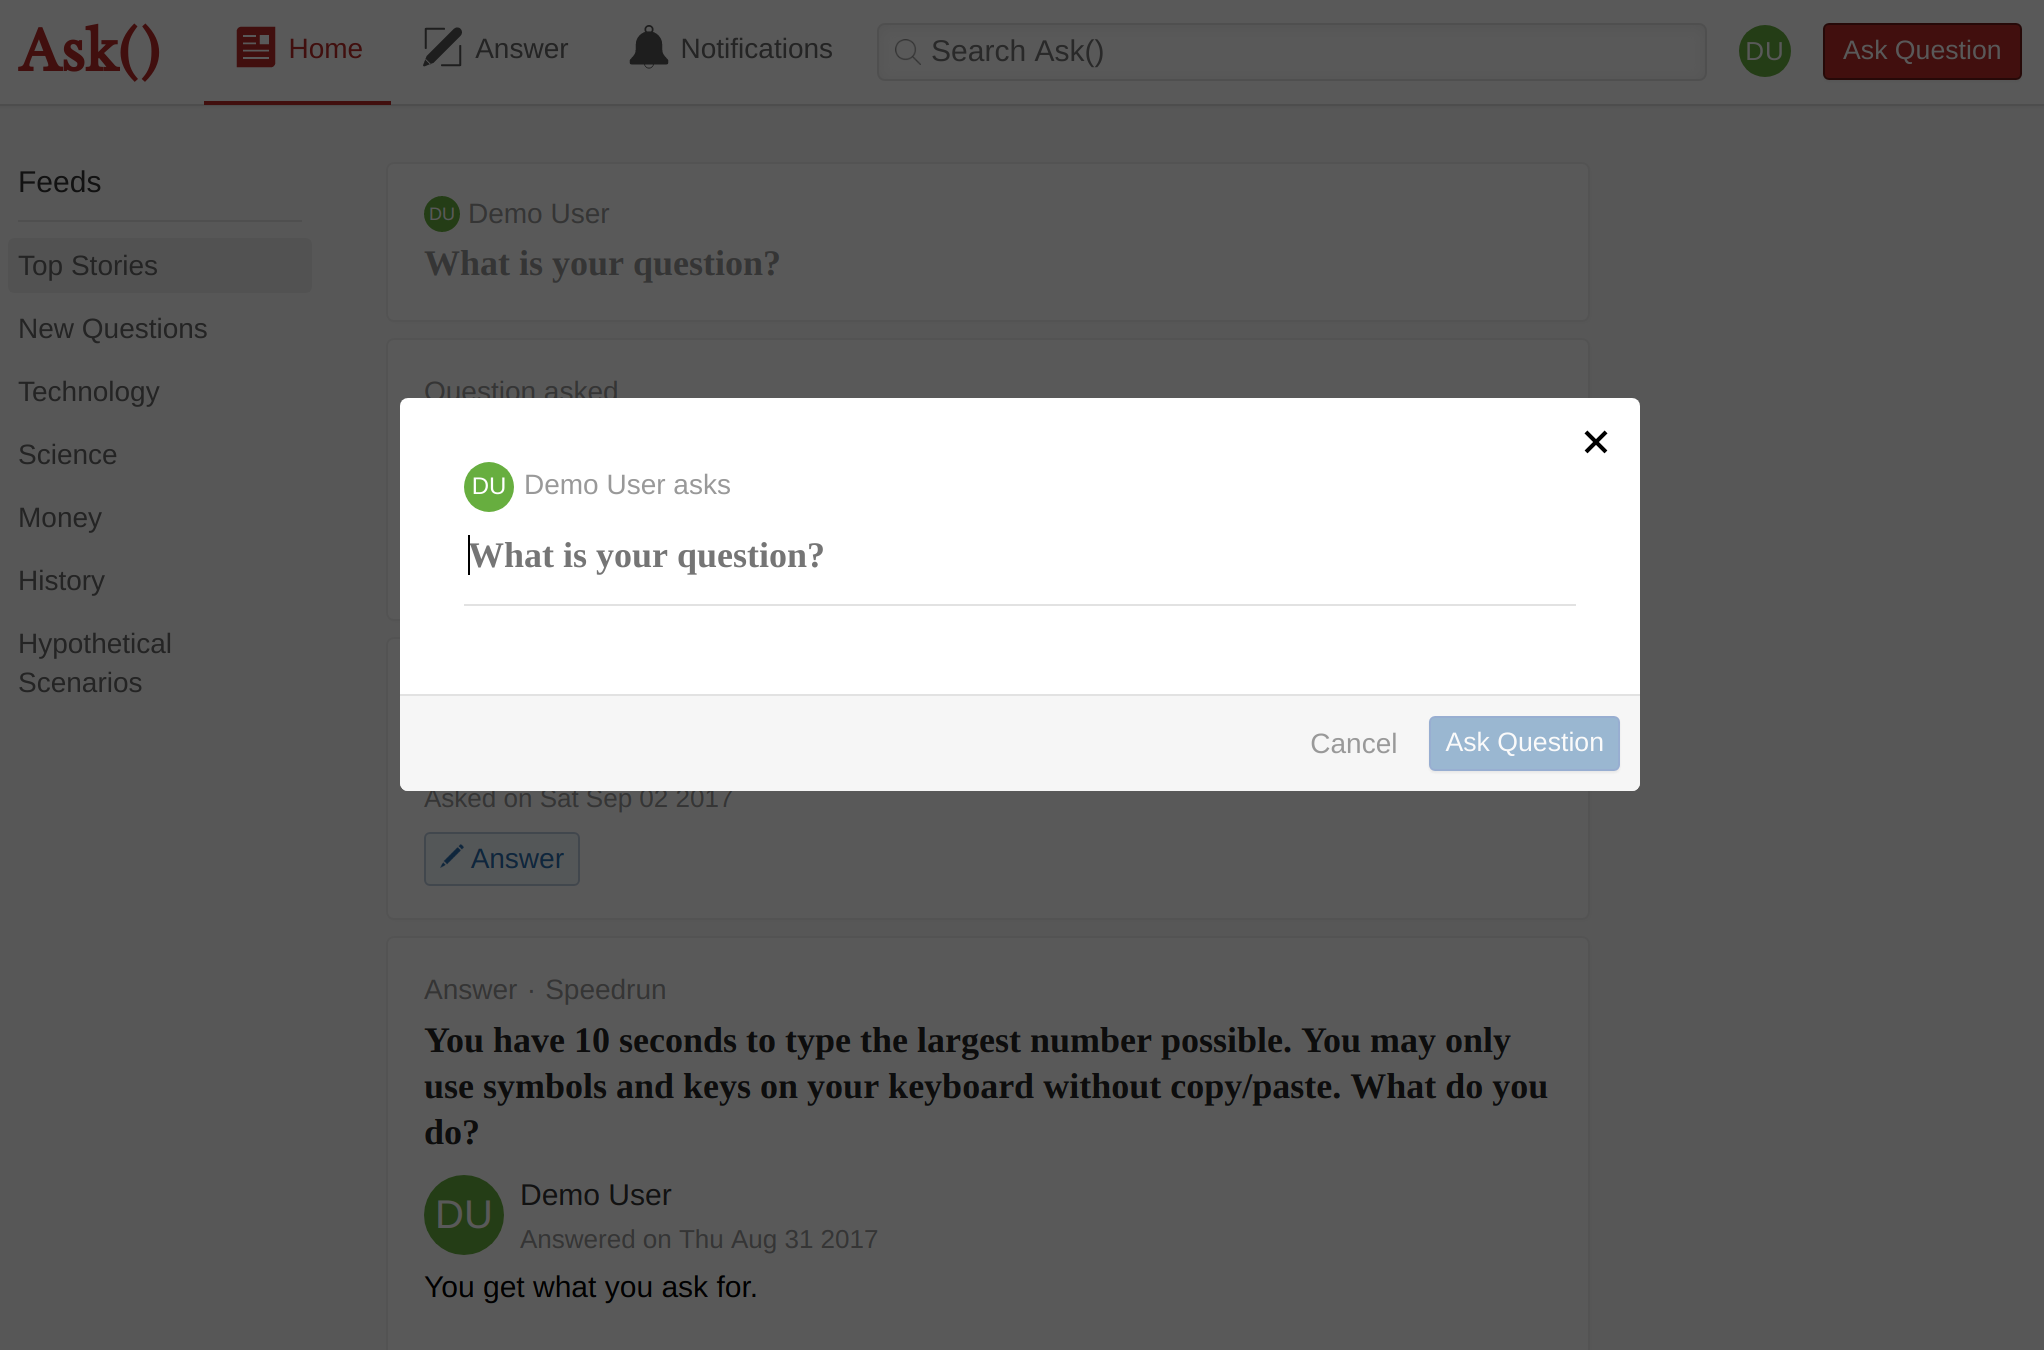 Ask()
Home
Answer
Notifications
Search Ask()
DU
Ask Question
Feeds
Top Stories
New Questions
Technology
Science
Money
History
Hypothetical
Scenarios
DU Demo User
What is your question?
Question asked
DU Demo User asks
What is your question?
Cancel
Ask Question
Asked on Sat Sep 02 2017
Answer
Answer · Speedrun
You have 10 seconds to type the largest number possible. You may only
use symbols and keys on your keyboard without copy/paste. What do you
do?
DU
Demo User
Answered on Thu Aug 31 2017
You get what you ask for.